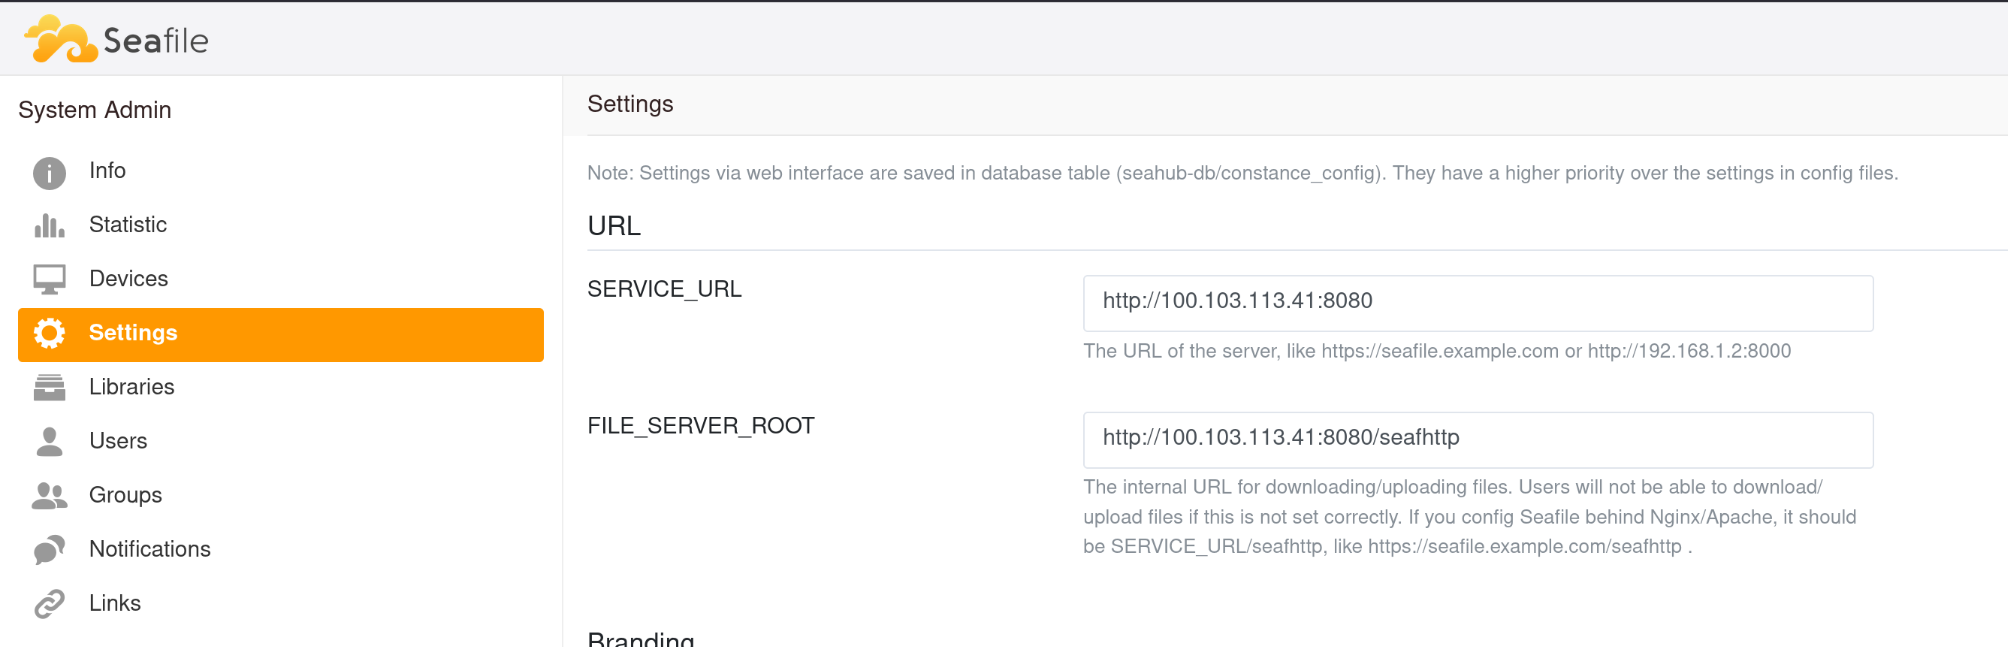 Seafile
System Admin
Info
Statistic
Devices
Settings
Libraries
Users
Groups
Notifications
Links
Settings
Note: Settings via web interface are saved in database table (seahub-db/constance_config). They have a higher priority over the settings in config files.
URL
SERVICE_URL
http://100.103.113.41:8080
The URL of the server, like https://seafile.example.com or http://192.168.1.2:8000
FILE_SERVER_ROOT
http://100.103.113.41:8080/seafhttp
The internal URL for downloading/uploading files. Users will not be able to download/
upload files if this is not set correctly. If you config Seafile behind Nginx/Apache, it should
be SERVICE_URL/seafhttp, like https://seafile.example.com/seafhttp .
Branding